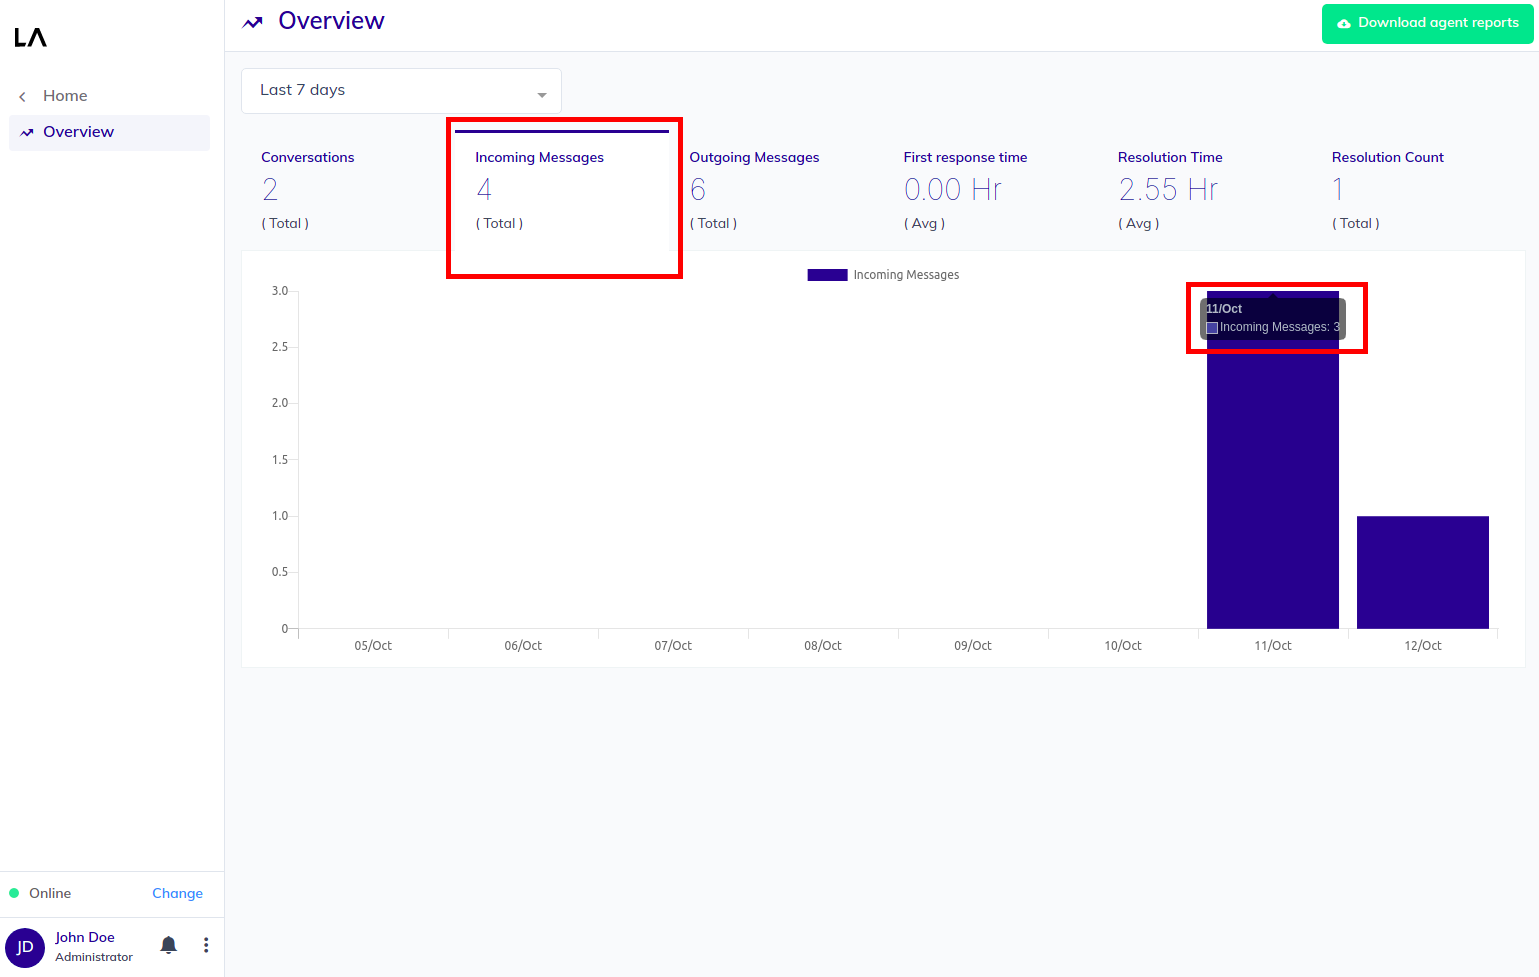 LA
Overview
Download agent reports
Home
Overview
Last 7 days
Conversations
2
( Total )
Incoming Messages
4
( Total )
Outgoing Messages
6
( Total )
First response time
0.00 Hr
( Avg )
Resolution Time
2.55 Hr
( Avg )
Resolution Count
1
( Total )
Incoming Messages
3.0
2.5
2.0
1.5
1.0
0.5
0
11/Oct
Incoming Messages: 3
05/Oct 06/Oct 07/Oct 08/Oct 09/Oct 10/Oct 11/Oct 12/Oct
Online Change
JD
John Doe
Administrator